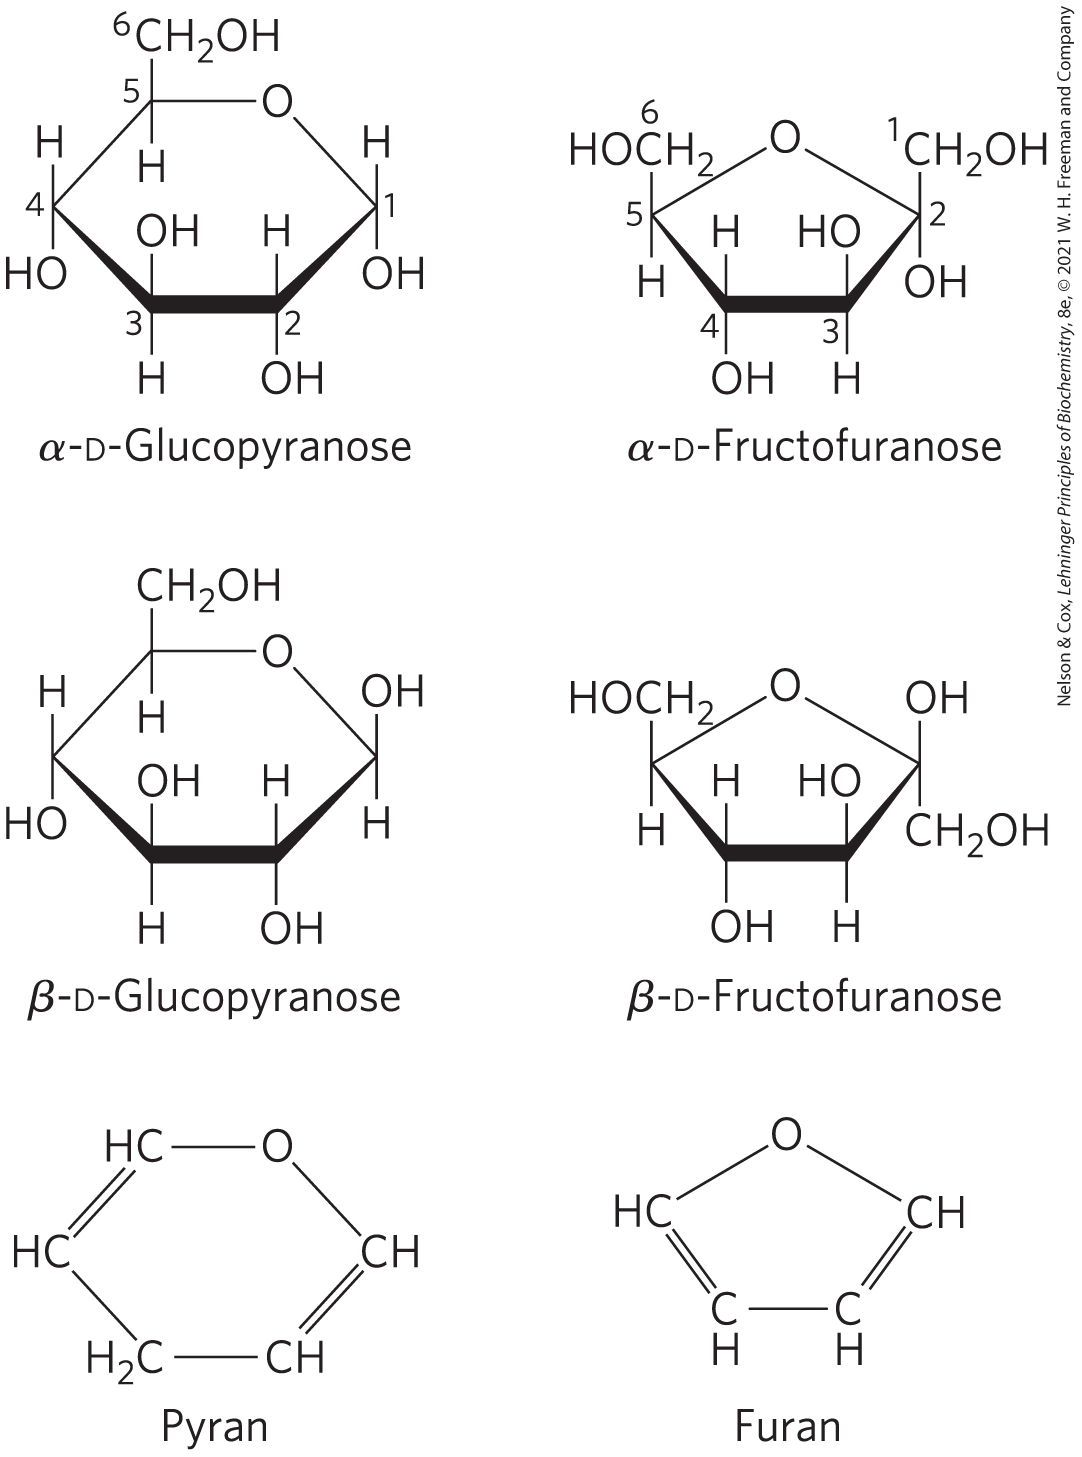 6CH2OH
5 O
H H
H
4 1
OH H
HO OH
3 2
H OH
α-D-Glucopyranose
6 1
HOCH2 O CH2OH
5 2
H HO
H OH
4 3
OH H
α-D-Fructofuranose
CH2OH
O
H OH
H
OH H
HO H
H OH
β-D-Glucopyranose
HOCH2 O OH
H HO
H CH2OH
OH H
β-D-Fructofuranose
HC O
HC CH
H2C CH
Pyran
O
HC CH
C C
H H
Furan
Nelson & Cox, Lehninger Principles of Biochemistry, 8e, © 2021 W. H. Freeman and Company